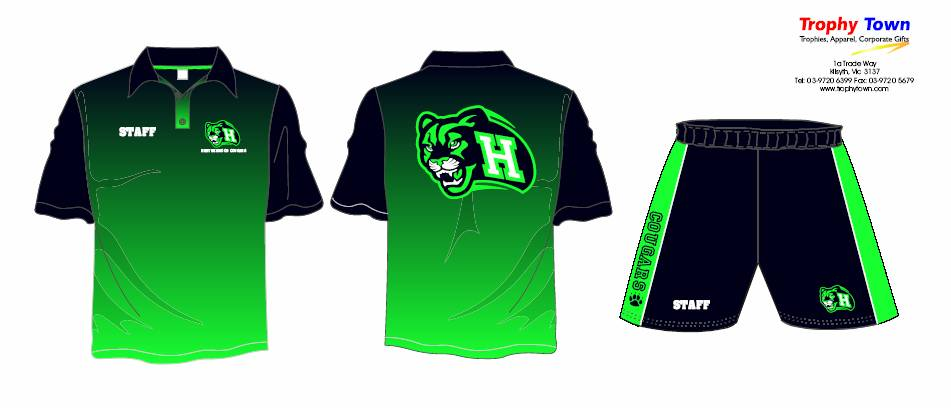 Trophy Town
Trophies, Apparel, Corporate Gifts
1a Trade Way
Kilsyth, Vic 3137
Tel: 03-9720 6399 Fax: 03-9720 5679
www.trophytown.com
STAFF
H
H
COUGARS
STAFF
H